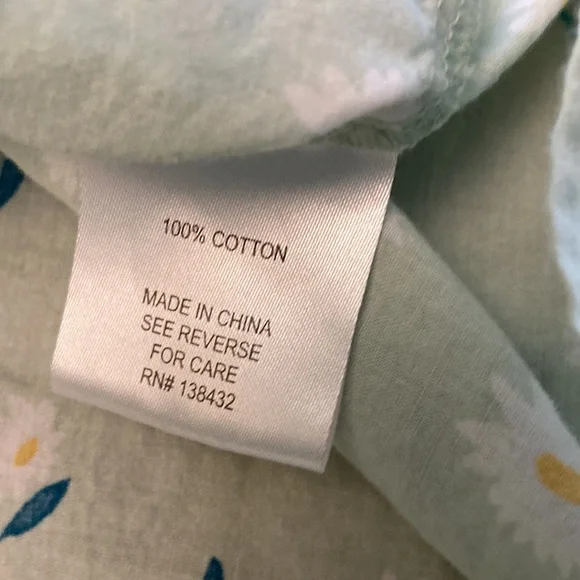 100% COTTON
MADE IN CHINA
SEE REVERSE
FOR CARE
RN# 138432